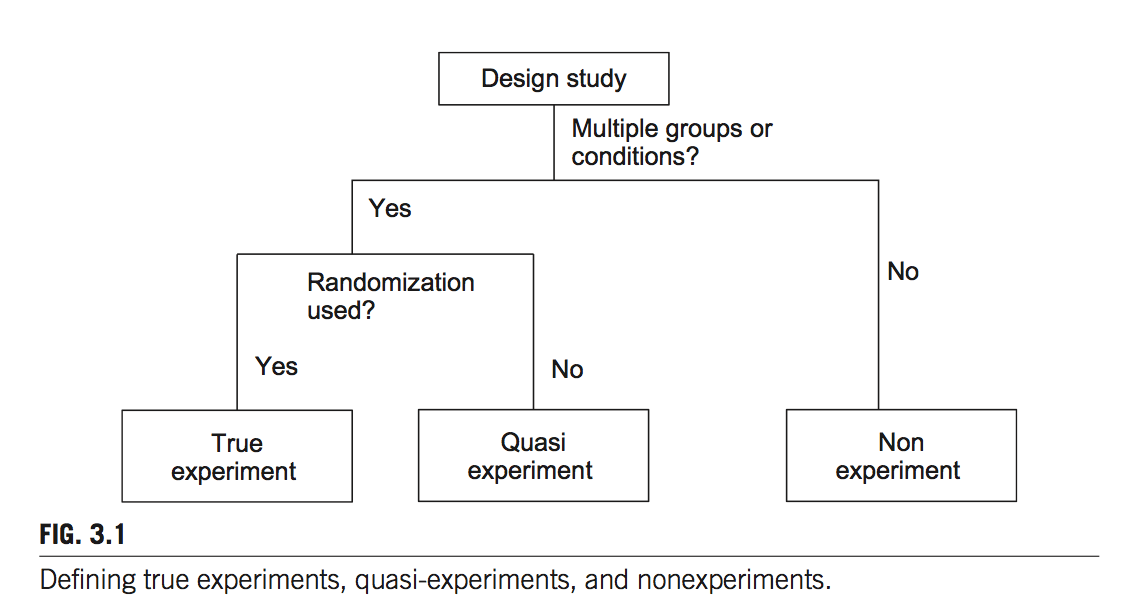 Design study
Multiple groups or
conditions?
Yes
No
Randomization
used?
Yes
No
True
experiment
Quasi
experiment
Non
experiment
FIG. 3.1
Defining true experiments, quasi-experiments, and nonexperiments.